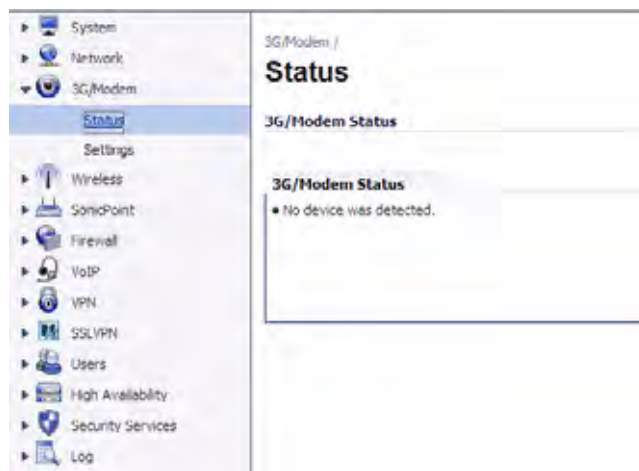 System
Network
3G/Modem
Status
Settings
Wireless
SonicPoint
Firewall
VoIP
VPN
SSLVPN
Users
High Availability
Security Services
Log
3G/Modem /
Status
3G/Modem Status
3G/Modem Status
• No device was detected.